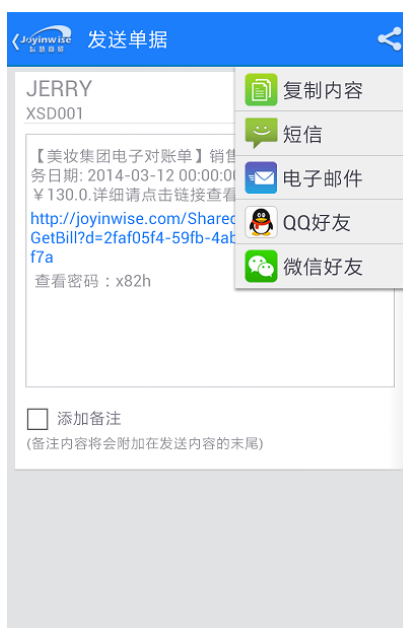 Joyinwise
发送单据
JERRY
XSD001
复制内容
短信
电子邮件
QQ好友
微信好友
【美妆集团电子对账单】销售
务日期: 2014-03-12 00:00:0
￥130.0.详细请点击链接查看
http://joyinwise.com/Shared
GetBill?d=2faf05f4-59fb-4ab
f7a
查看密码：x82h
添加备注
(备注内容将会附加在发送内容的末尾)